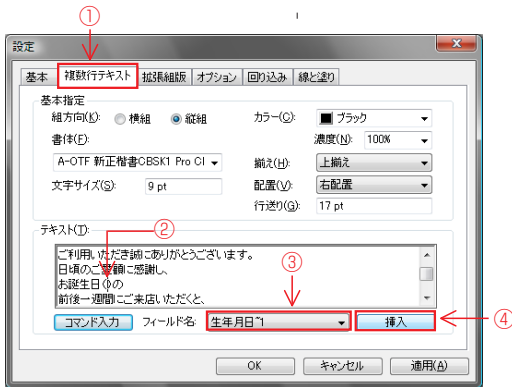 ①
設定
基本 複数行テキスト 拡張組版 オプション 回り込み 線と塗り
基本指定
組方向(K): 横組 縦組 カラー(C): ブラック
書体(F): 濃度(N): 100%
A-OTF 新正楷書CBSK1 Pro Cl 揃え(H): 上揃え
文字サイズ(S): 9 pt 配置(V): 右配置
行送り(G): 17 pt
テキスト(T): ②
ご利用いただき誠にありがとうございます。
日頃のご愛顧に感謝し、
お誕生日()の
前後一週間にご来店いただくと、
③
コマンド入力 フィールド名: 生年月日~1 挿入 ④
OK キャンセル 適用(A)